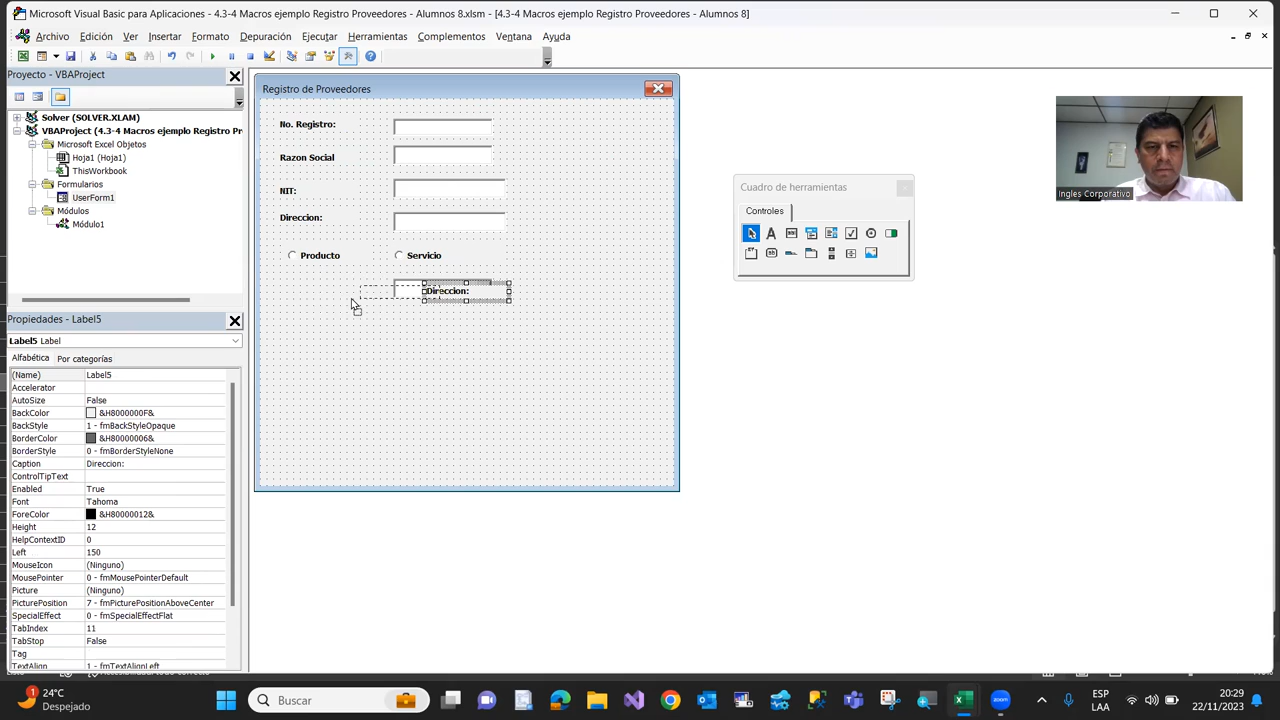 Microsoft Visual Basic para Aplicaciones - 4.3-4 Macros ejemplo Registro Proveedores - Alumnos 8.xlsm - [4.3-4 Macros ejemplo Registro Proveedores - Alumnos 8]
Archivo Edición Ver Insertar Formato Depuración Ejecutar Herramientas Complementos Ventana Ayuda
Proyecto - VBAProject
Solver (SOLVER.XLAM)
VBAProject (4.3-4 Macros ejemplo Registro Pr
Microsoft Excel Objetos
Hoja1 (Hoja1)
ThisWorkbook
Formularios
UserForm1
Módulos
Módulo1
Registro de Proveedores
No. Registro:
Razon Social
NIT:
Direccion:
Producto Servicio
Direccion:
Cuadro de herramientas
Controles
Ingles Corporativo
Propiedades - Label5
Label5 Label
Alfabética Por categorías
(Name) Label5
Accelerator
AutoSize False
BackColor &H8000000F&
BackStyle 1 - fmBackStyleOpaque
BorderColor &H80000006&
BorderStyle 0 - fmBorderStyleNone
Caption Direccion:
ControlTipText
Enabled True
Font Tahoma
ForeColor &H80000012&
Height 12
HelpContextID 0
Left 150
MouseIcon (Ninguno)
MousePointer 0 - fmMousePointerDefault
Picture (Ninguno)
PicturePosition 7 - fmPicturePositionAboveCenter
SpecialEffect 0 - fmSpecialEffectFlat
TabIndex 11
TabStop False
Tag
TextAlign 1 - fmTextAlignLeft
24°C
Despejado
Buscar
ESP
LAA
20:29
22/11/2023